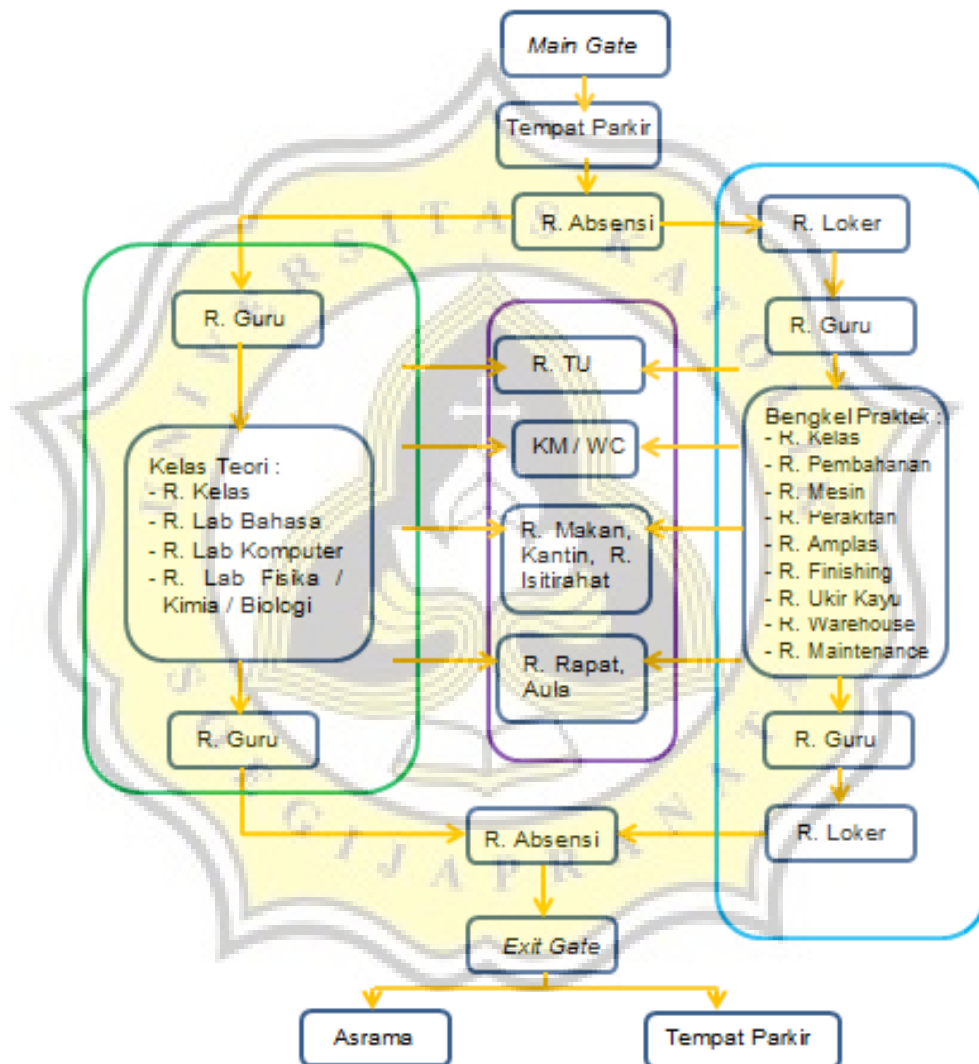 Main Gate
Tempat Parkir
R. Absensi
R. Loker
R. Guru
R. Guru
R. TU
KM / WC
R. Makan,
Kantin, R.
Isitirahat
R. Rapat,
Aula
Kelas Teori :
- R. Kelas
- R. Lab Bahasa
- R. Lab Komputer
- R. Lab Fisika /
Kimia / Biologi
Bengkel Praktek :
- R. Kelas
- R. Pembahanan
- R. Mesin
- R. Perakitan
- R. Amplas
- R. Finishing
- R. Ukir Kayu
- R. Warehouse
- R. Maintenance
R. Guru
R. Guru
R. Absensi
R. Loker
Exit Gate
Asrama
Tempat Parkir
SOEGIJAPRANATA